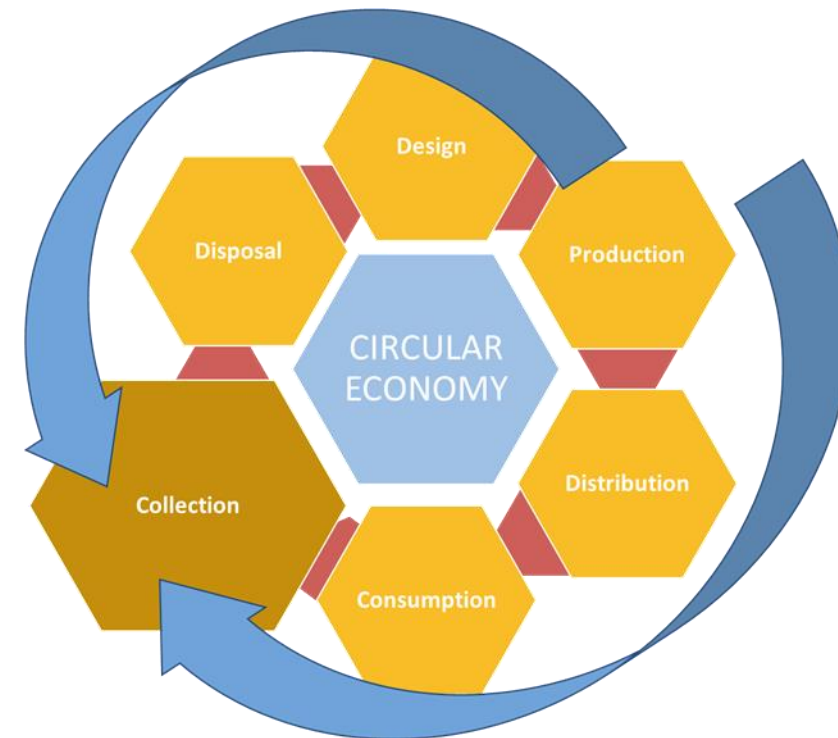 Design
Disposal
Production
CIRCULAR
ECONOMY
Distribution
Collection
Consumption